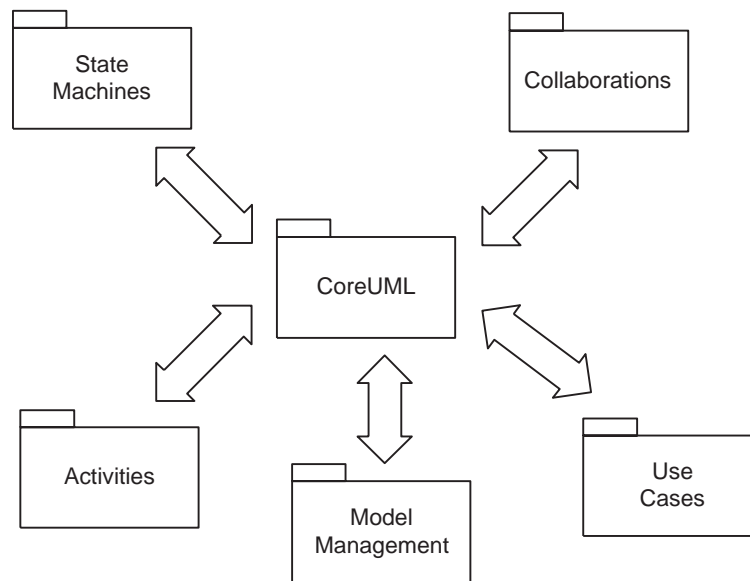 State
Machines
Collaborations
CoreUML
Activities
Model
Management
Use
Cases